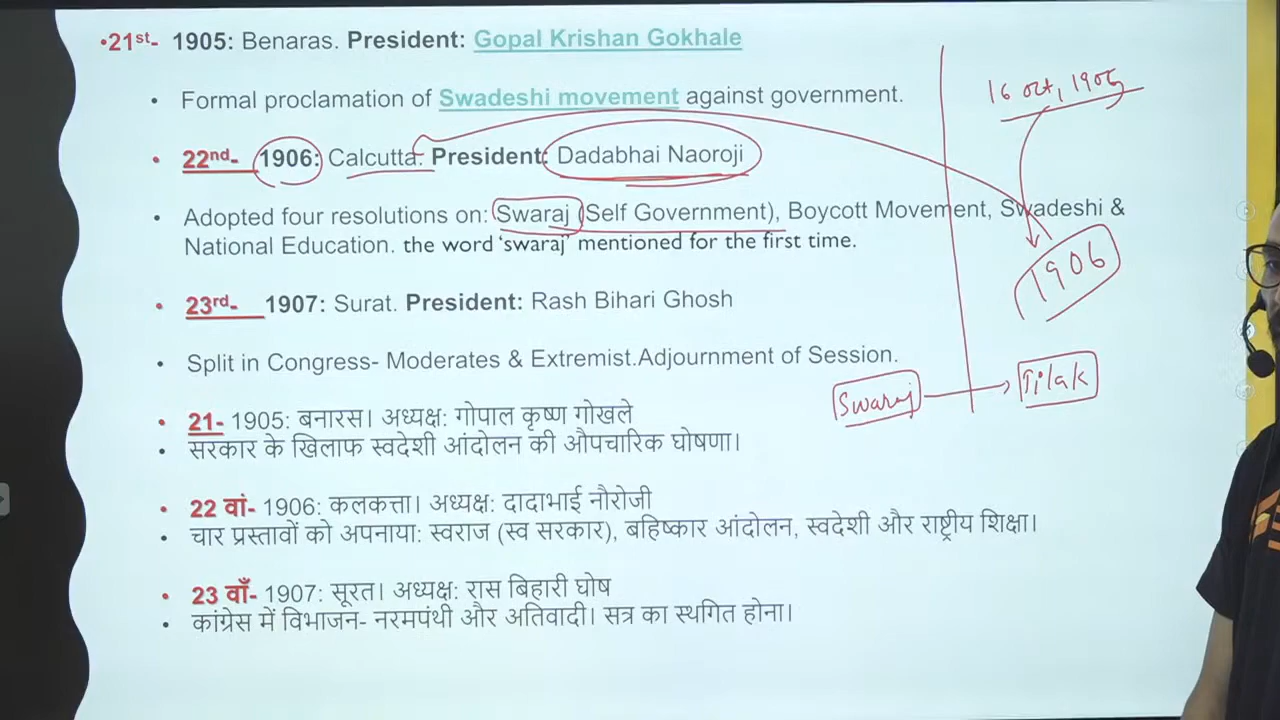 •21st- 1905: Benaras. President: Gopal Krishan Gokhale
16 oct, 1905
• Formal proclamation of Swadeshi movement against government.
• 22nd- 1906: Calcutta. President: Dadabhai Naoroji
• Adopted four resolutions on: Swaraj (Self Government), Boycott Movement, Swadeshi &
National Education. the word ‘swaraj’ mentioned for the first time.
1906
• 23rd- 1907: Surat. President: Rash Bihari Ghosh
• Split in Congress- Moderates & Extremist.Adjournment of Session.
Swaraj → Tilak
• 21- 1905: बनारस। अध्यक्ष: गोपाल कृष्ण गोखले
• सरकार के खिलाफ स्वदेशी आंदोलन की औपचारिक घोषणा।
• 22 वां- 1906: कलकत्ता। अध्यक्ष: दादाभाई नौरोजी
• चार प्रस्तावों को अपनाया: स्वराज (स्व सरकार), बहिष्कार आंदोलन, स्वदेशी और राष्ट्रीय शिक्षा।
• 23 वाँ- 1907: सूरत। अध्यक्ष: रास बिहारी घोष
• कांग्रेस में विभाजन- नरमपंथी और अतिवादी। सत्र का स्थगित होना।